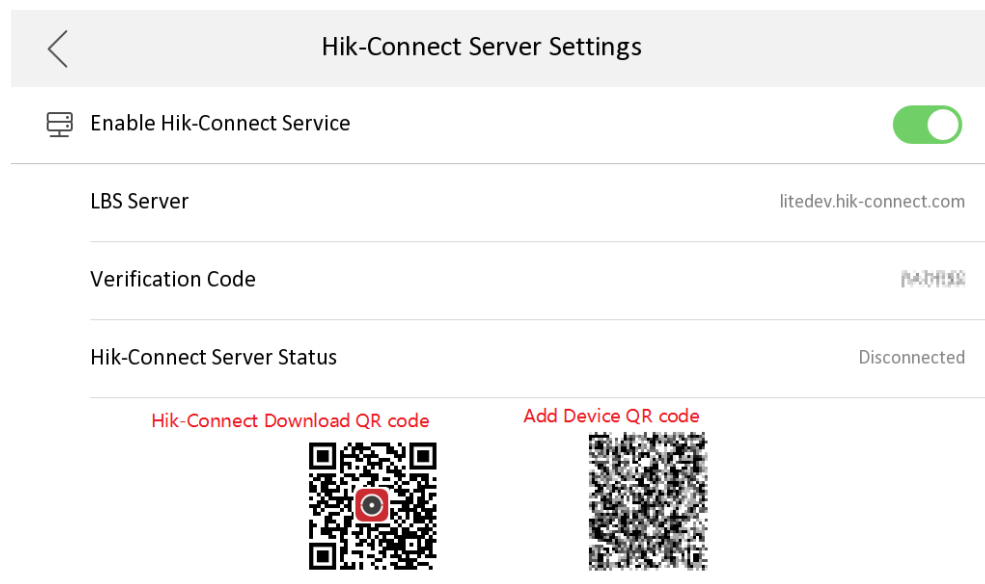 Hik-Connect Server Settings
Enable Hik-Connect Service
LBS Server litedev.hik-connect.com
Verification Code
Hik-Connect Server Status Disconnected
Hik-Connect Download QR code Add Device QR code